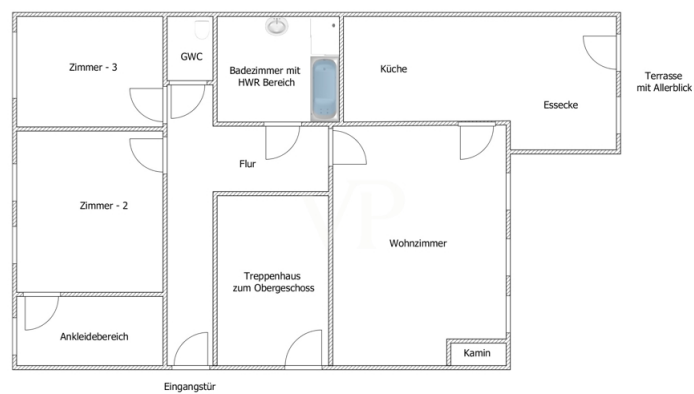 Zimmer - 3
GWC
Badezimmer mit
HWR Bereich
Küche
Essecke
Terrasse
mit Allerblick
Flur
Zimmer - 2
VP
Wohnzimmer
Treppenhaus
zum Obergeschoss
Ankleidebereich
Kamin
Eingangstür